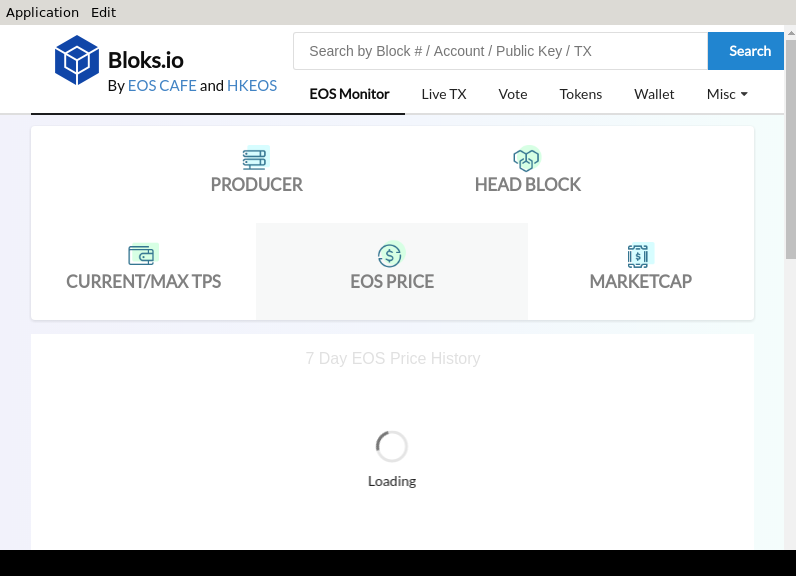 Application Edit
Bloks.io
By EOS CAFE and HKEOS
Search by Block # / Account / Public Key / TX
Search
EOS Monitor Live TX Vote Tokens Wallet Misc
PRODUCER HEAD BLOCK
CURRENT/MAX TPS EOS PRICE MARKETCAP
7 Day EOS Price History
Loading